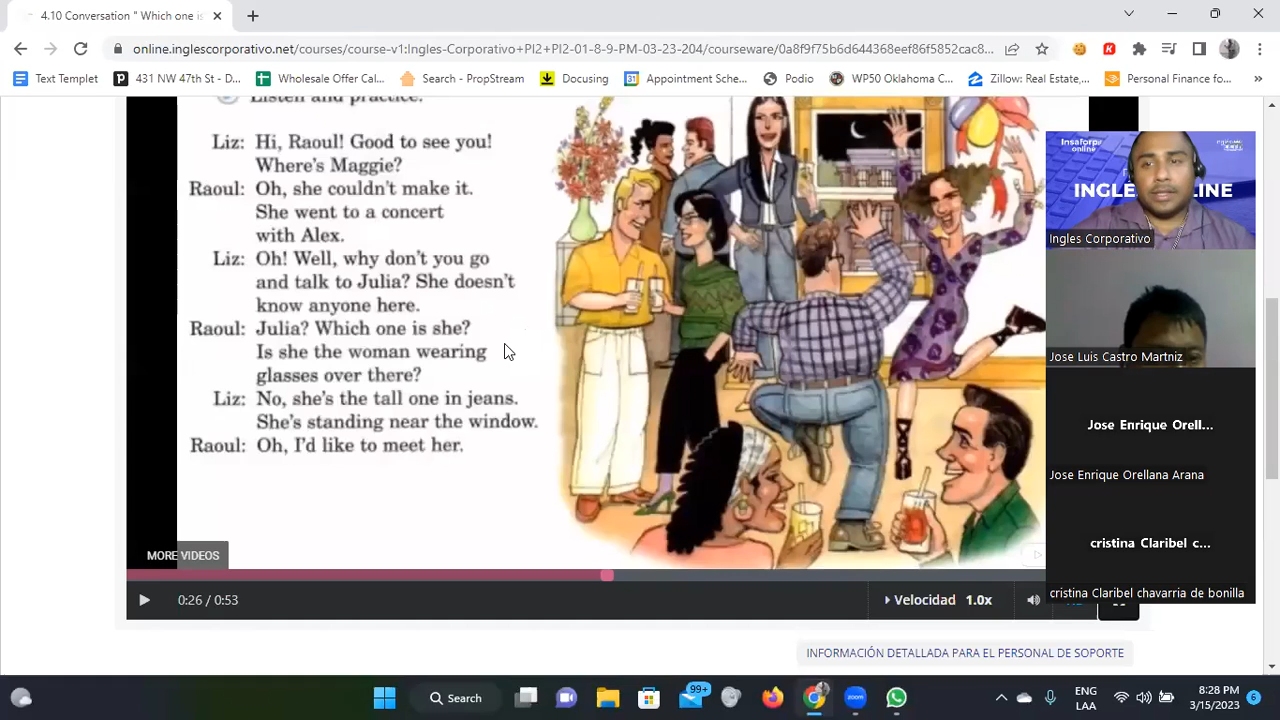 4.10 Conversation " Which one is
online.inglescorporativo.net/courses/course-v1:Ingles-Corporativo+PI2+PI2-01-8-9-PM-03-23-204/courseware/0a8f9f75b6d644368eef86f5852cac8...
Text Templet
431 NW 47th St - D...
Wholesale Offer Cal...
Search - PropStream
Docusing
Appointment Sche...
Podio
WP50 Oklahoma C...
Zillow: Real Estate,...
Personal Finance fo...
Listen and practice.
Liz: Hi, Raoul! Good to see you!
Where's Maggie?
Raoul: Oh, she couldn't make it.
She went to a concert
with Alex.
Liz: Oh! Well, why don't you go
and talk to Julia? She doesn't
know anyone here.
Raoul: Julia? Which one is she?
Is she the woman wearing
glasses over there?
Liz: No, she's the tall one in jeans.
She's standing near the window.
Raoul: Oh, I'd like to meet her.
MORE VIDEOS
0:26 / 0:53
Velocidad 1.0x
Insaforp
online
INGLE
LINE
Ingles Corporativo
Jose Luis Castro Martniz
Jose Enrique Orell...
Jose Enrique Orellana Arana
cristina Claribel c...
cristina Claribel chavarria de bonilla
INFORMACIÓN DETALLADA PARA EL PERSONAL DE SOPORTE
Search
99+
zoom
ENG
LAA
8:28 PM
3/15/2023
6